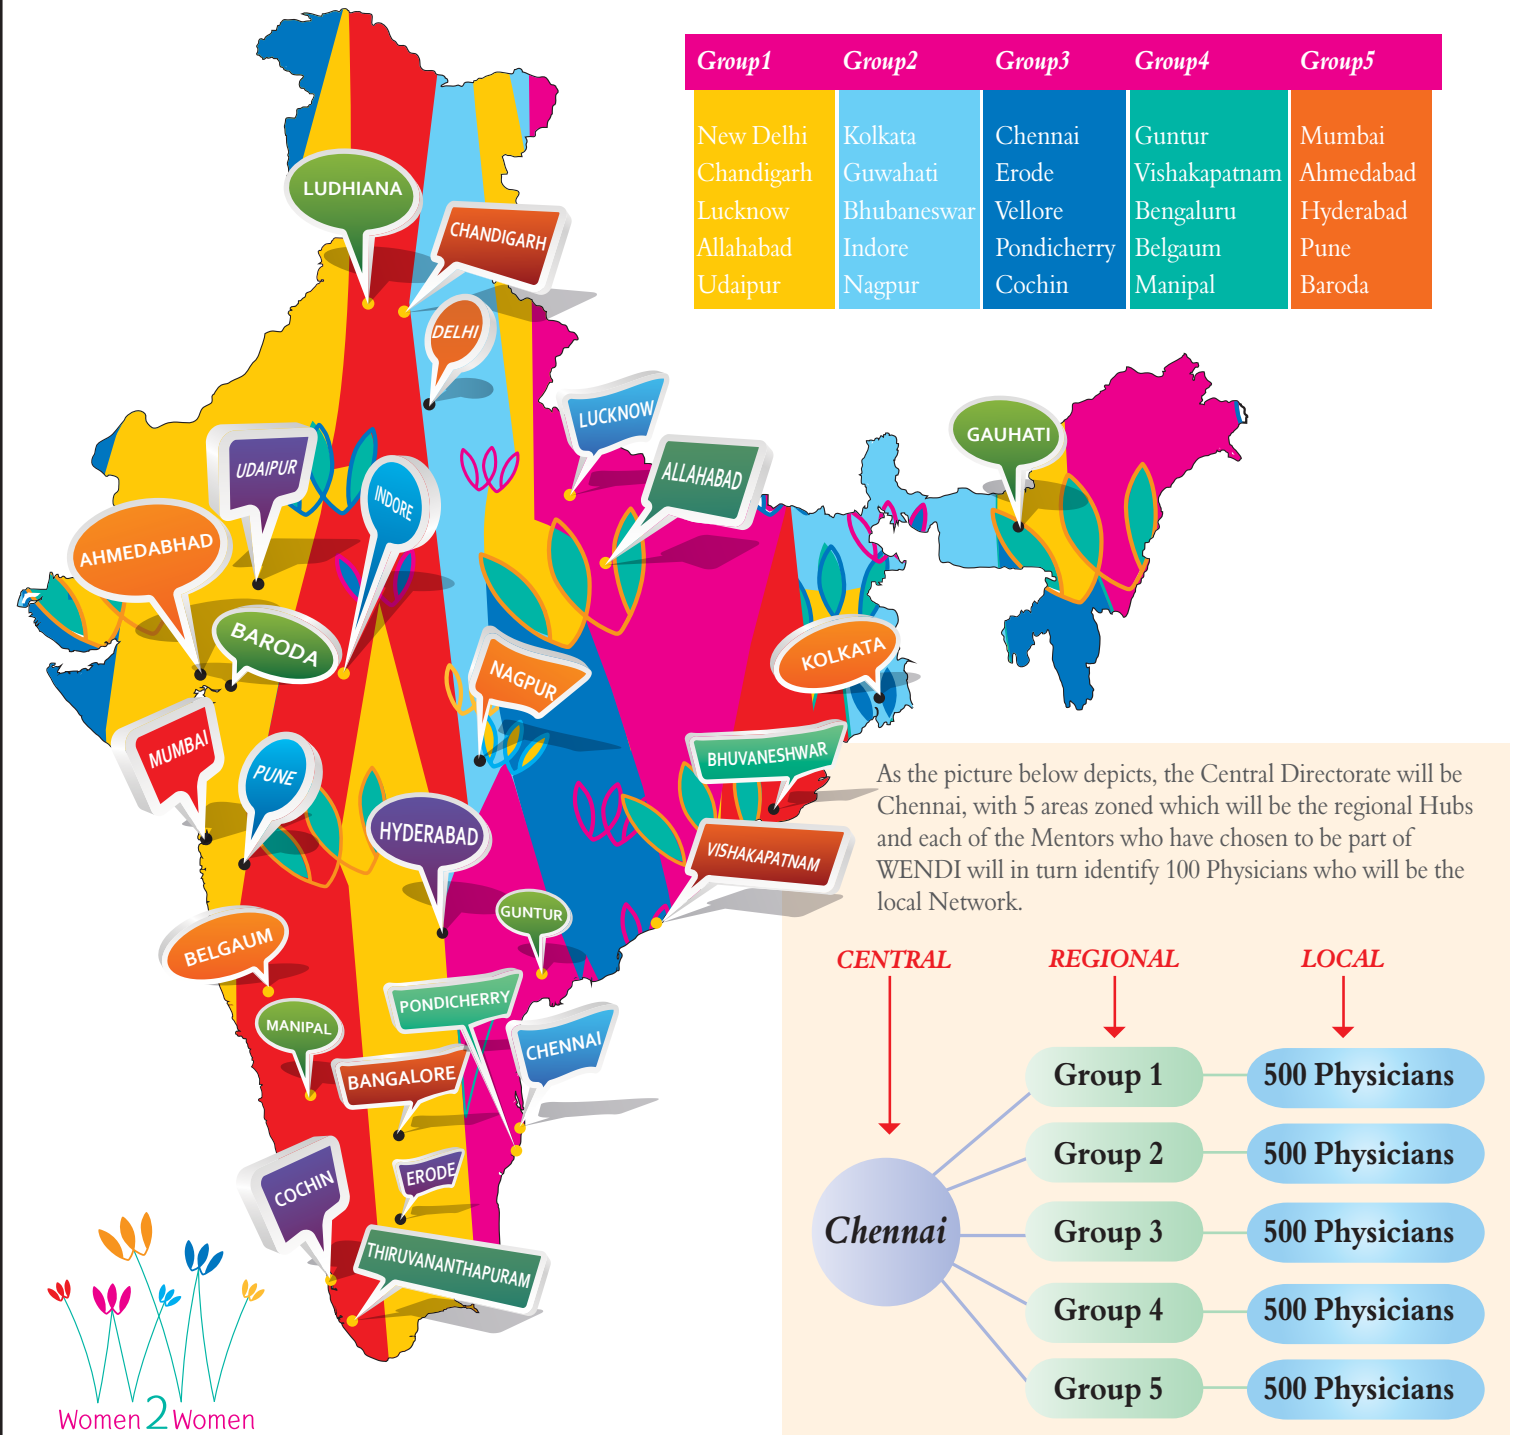 Group1 Group2 Group3 Group4 Group5
New Delhi Kolkata Chennai Guntur Mumbai
Chandigarh Guwahati Erode Vishakapatnam Ahmedabad
Lucknow Bhubaneswar Vellore Bengaluru Hyderabad
Allahabad Indore Pondicherry Belgaum Pune
Udaipur Nagpur Cochin Manipal Baroda
LUDHIANA
CHANDIGARH
DELHI
LUCKNOW
GAUHATI
UDAIPUR
ALLAHABAD
INDORE
AHMEDABHAD
BARODA
KOLKATA
NAGPUR
MUMBAI
BHUVANESHWAR
PUNE
HYDERABAD
VISHAKAPATNAM
GUNTUR
BELGAUM
PONDICHERRY
MANIPAL
CHENNAI
BANGALORE
ERODE
COCHIN
THIRUVANANTHAPURAM
As the picture below depicts, the Central Directorate will be
Chennai, with 5 areas zoned which will be the regional Hubs
and each of the Mentors who have chosen to be part of
WENDI will in turn identify 100 Physicians who will be the
local Network.
CENTRAL REGIONAL LOCAL
Group 1 500 Physicians
Group 2 500 Physicians
Chennai
Group 3 500 Physicians
Group 4 500 Physicians
Group 5 500 Physicians
Women 2 Women